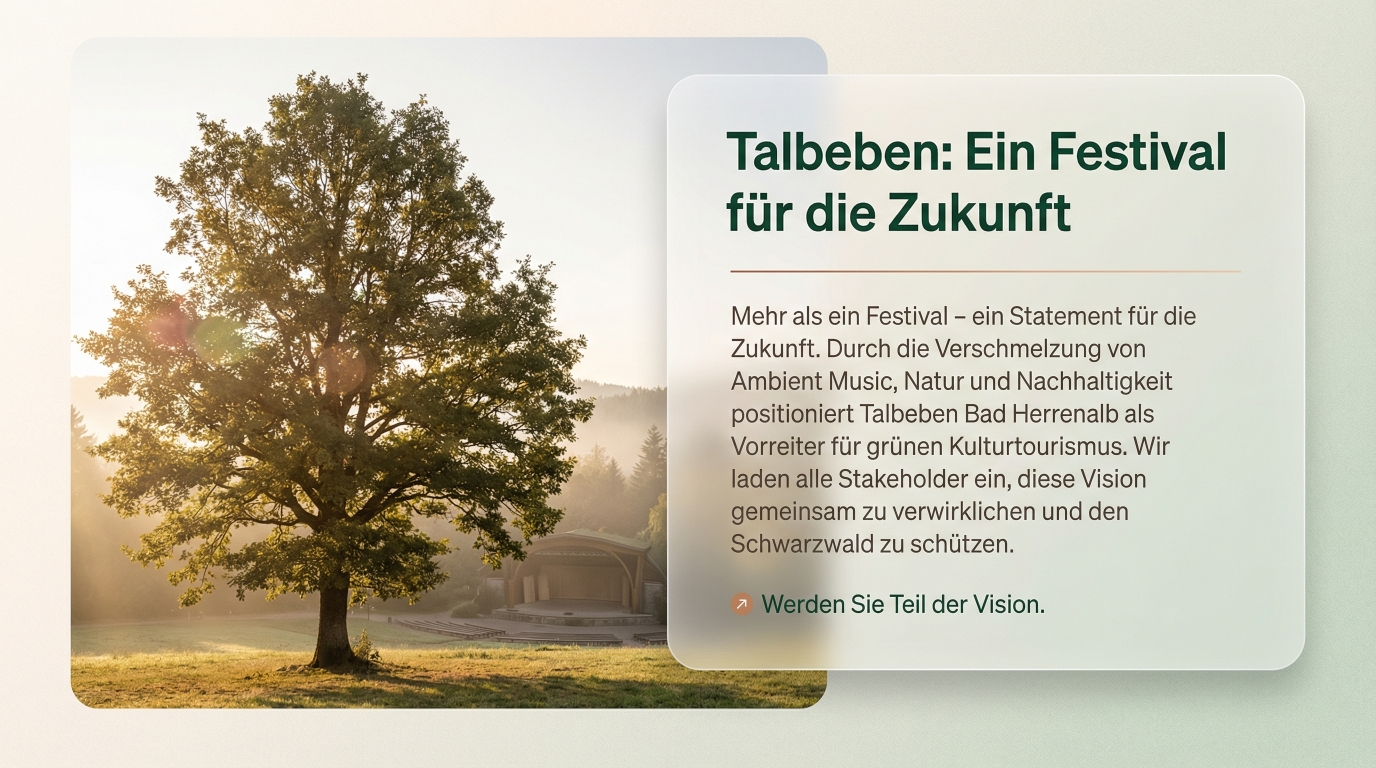 Talbeben: Ein Festival
für die Zukunft
Mehr als ein Festival – ein Statement für die
Zukunft. Durch die Verschmelzung von
Ambient Music, Natur und Nachhaltigkeit
positioniert Talbeben Bad Herrenalb als
Vorreiter für grünen Kulturtourismus. Wir
laden alle Stakeholder ein, diese Vision
gemeinsam zu verwirklichen und den
Schwarzwald zu schützen.
Werden Sie Teil der Vision.